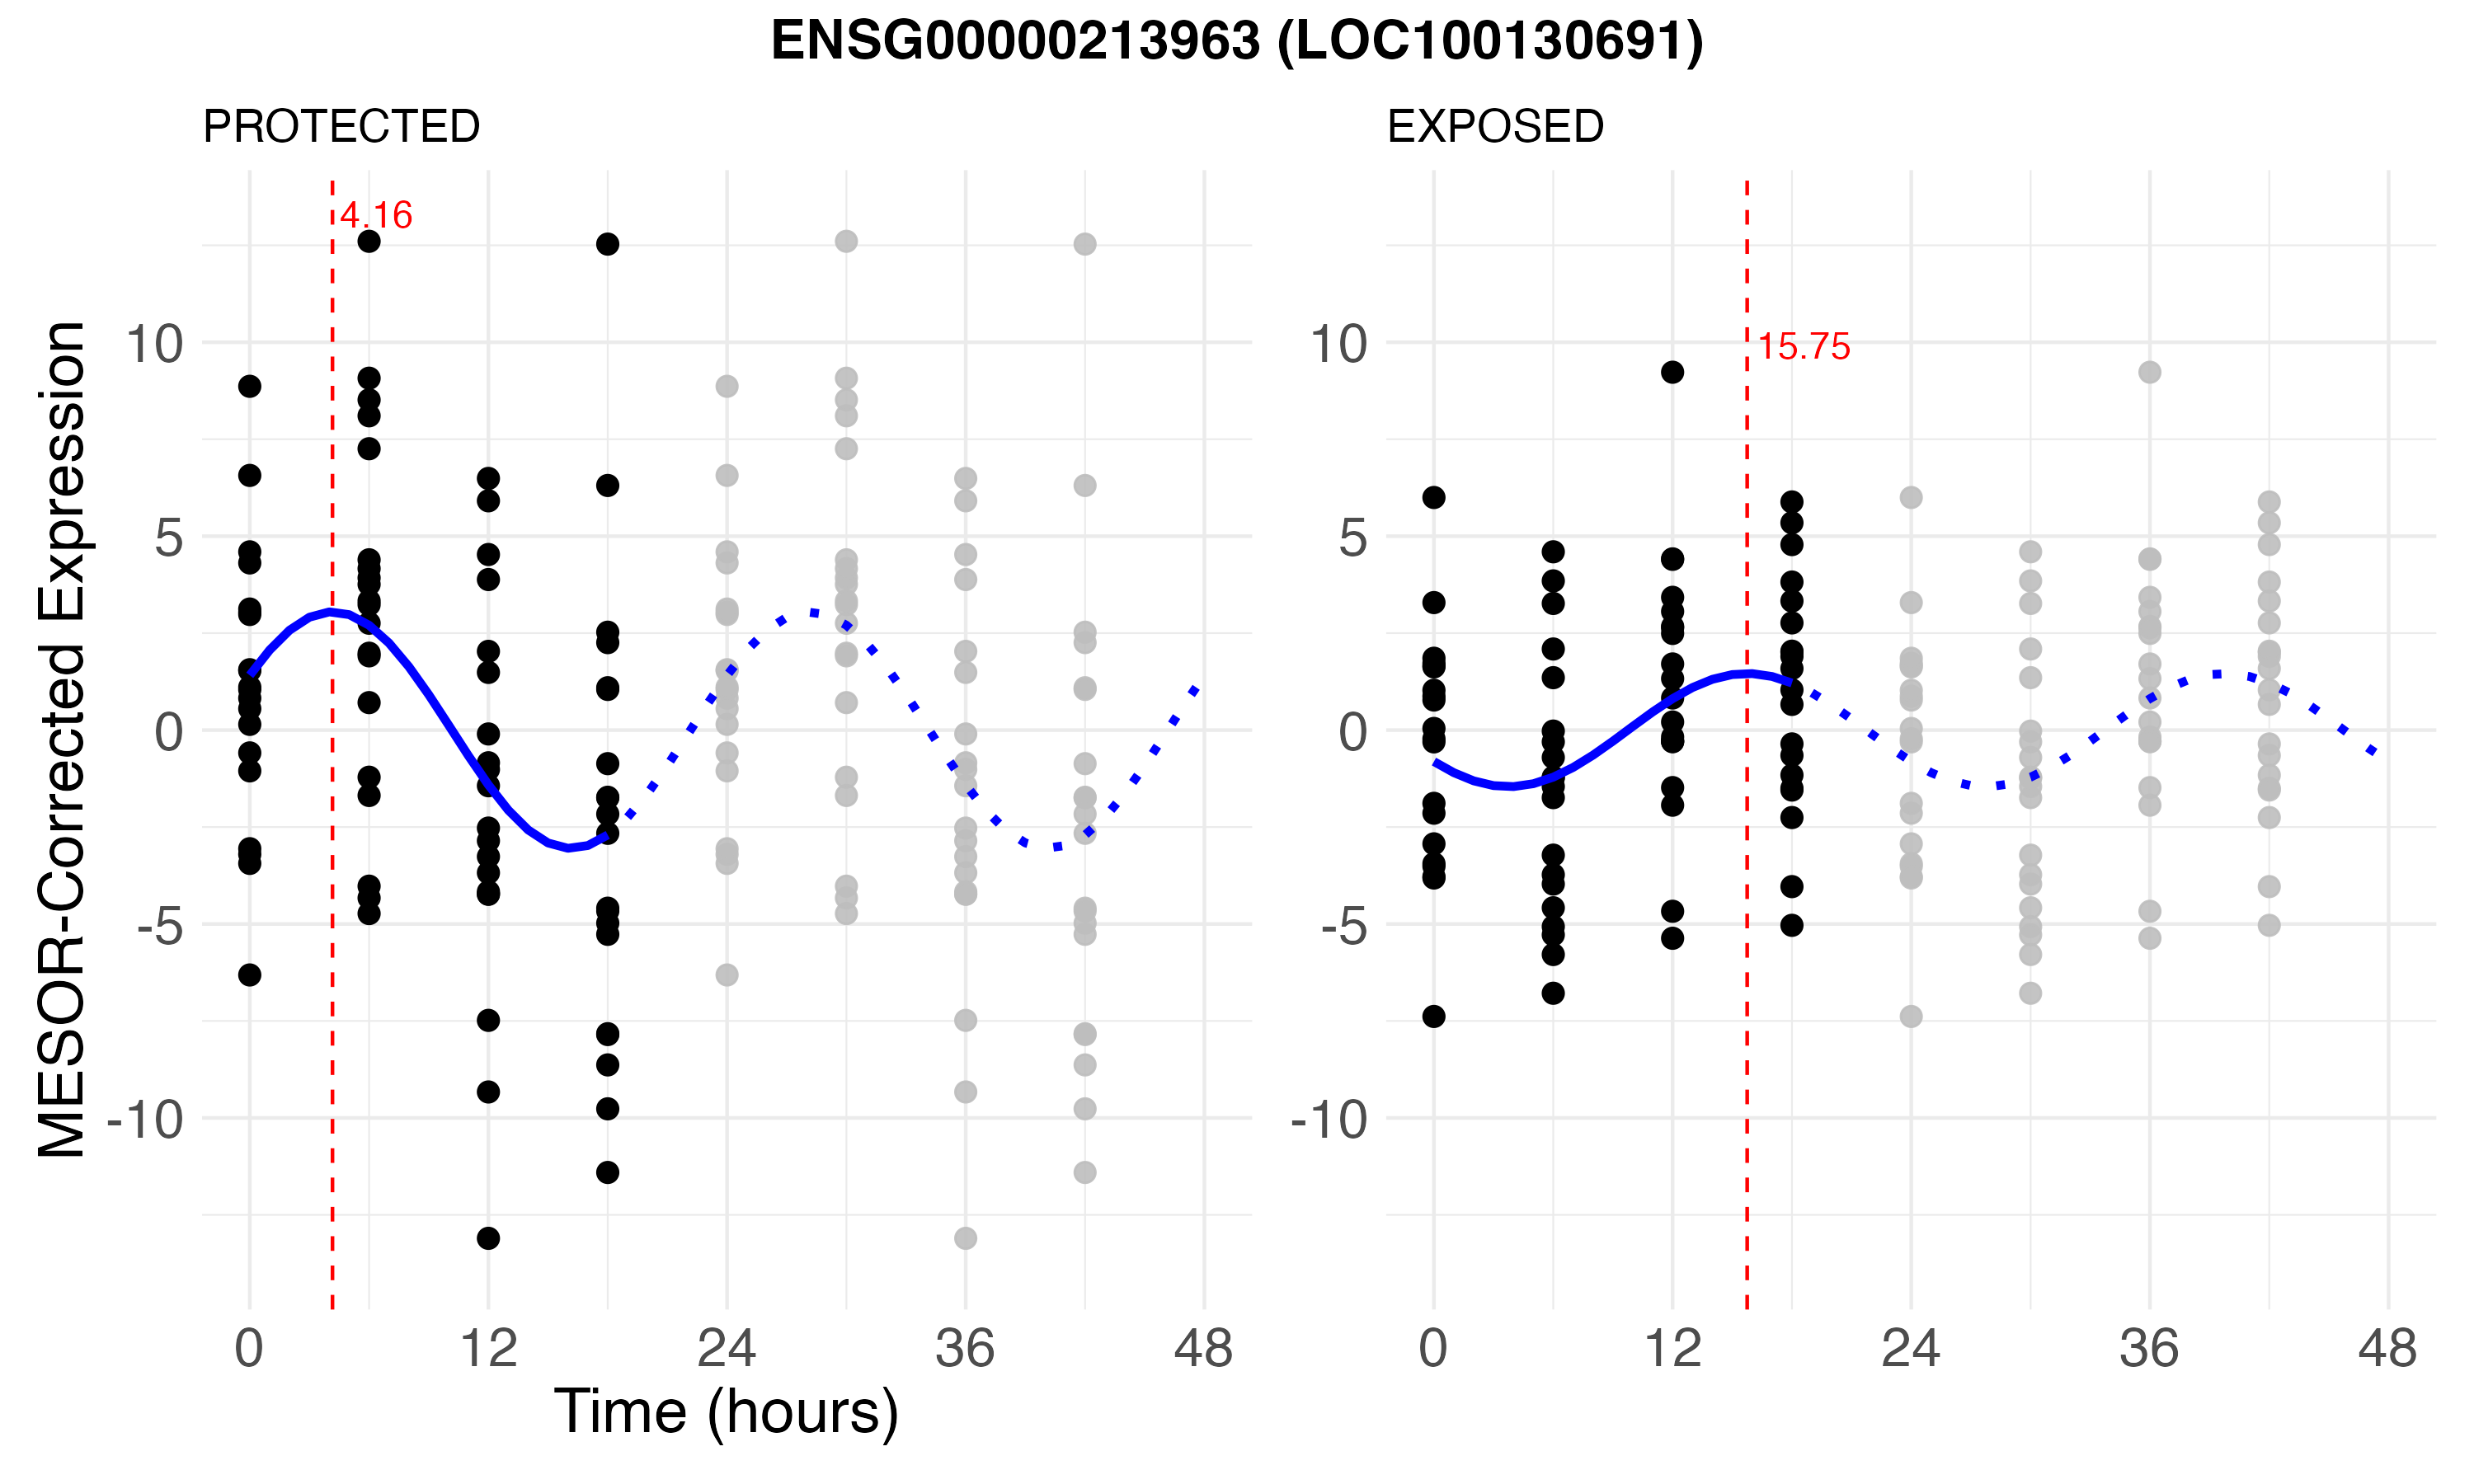 ENSG00000213963 (LOC100130691)
PROTECTED
EXPOSED
MESOR-Corrected Expression
4.16
10
5
0
-5
-10
0 12 24 36 48
15.75
10
5
0
-5
-10
0 12 24 36 48
Time (hours)